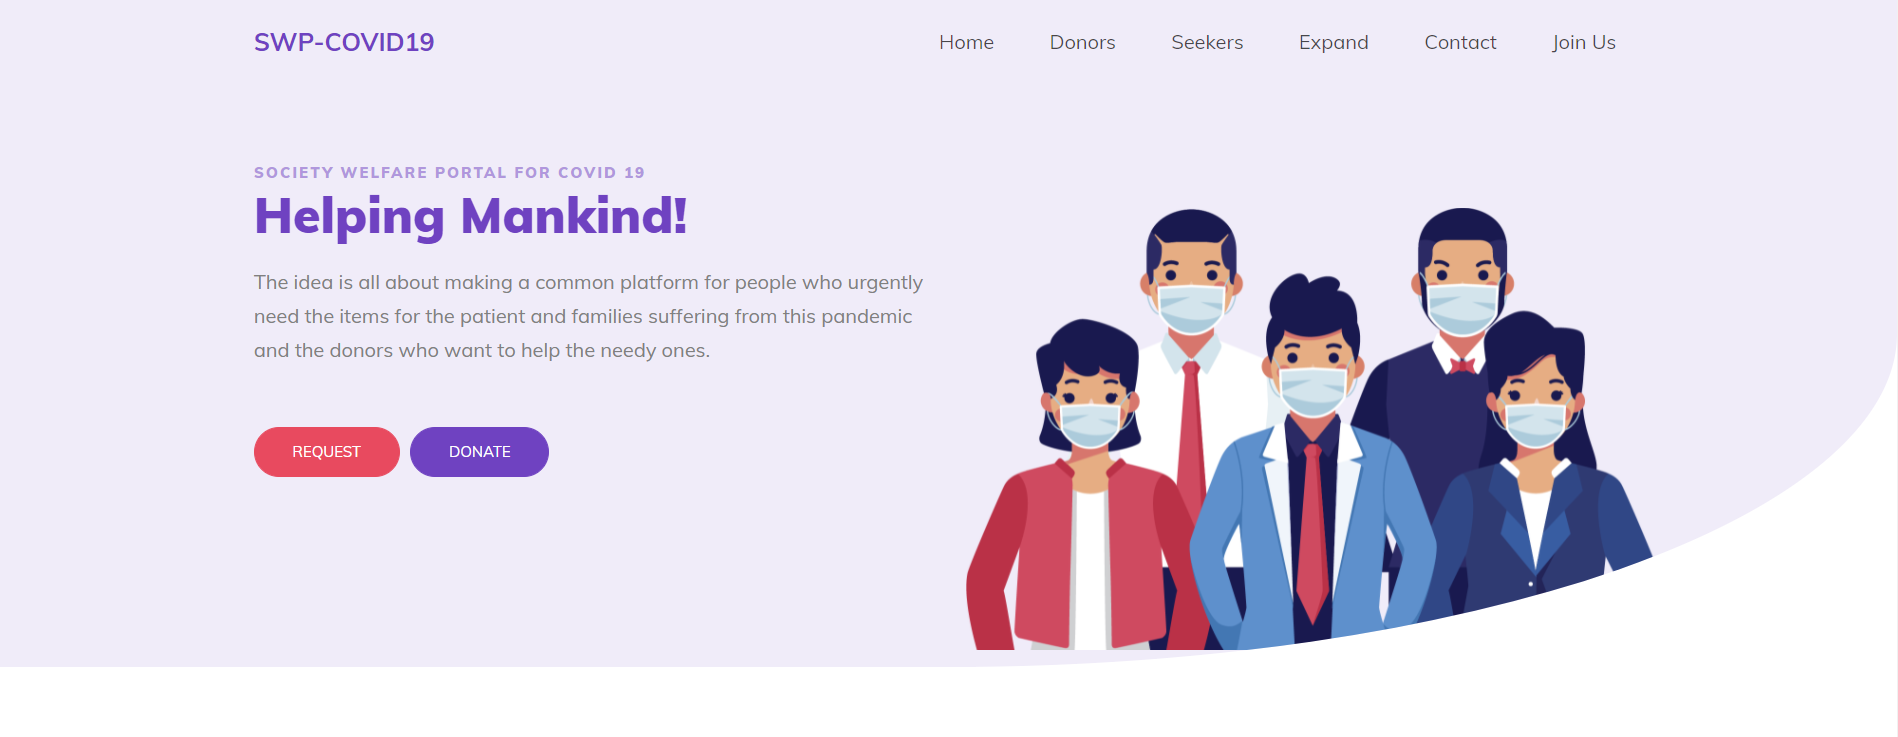 SWP-COVID19
Home Donors Seekers Expand Contact Join Us
SOCIETY WELFARE PORTAL FOR COVID 19
Helping Mankind!
The idea is all about making a common platform for people who urgently
need the items for the patient and families suffering from this pandemic
and the donors who want to help the needy ones.
REQUEST DONATE